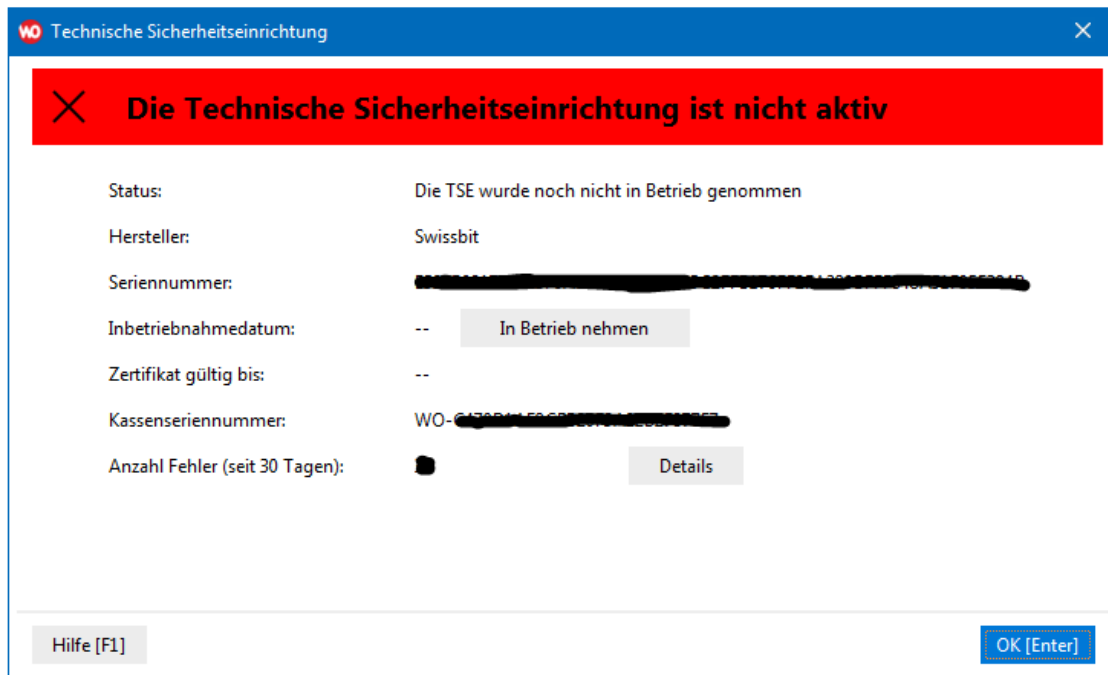 WO Technische Sicherheitseinrichtung
Die Technische Sicherheitseinrichtung ist nicht aktiv
Status: Die TSE wurde noch nicht in Betrieb genommen
Hersteller: Swissbit
Seriennummer:
Inbetriebnahmedatum: -- In Betrieb nehmen
Zertifikat gültig bis: --
Kassenseriennummer: WO-
Anzahl Fehler (seit 30 Tagen): Details
Hilfe [F1] OK [Enter]